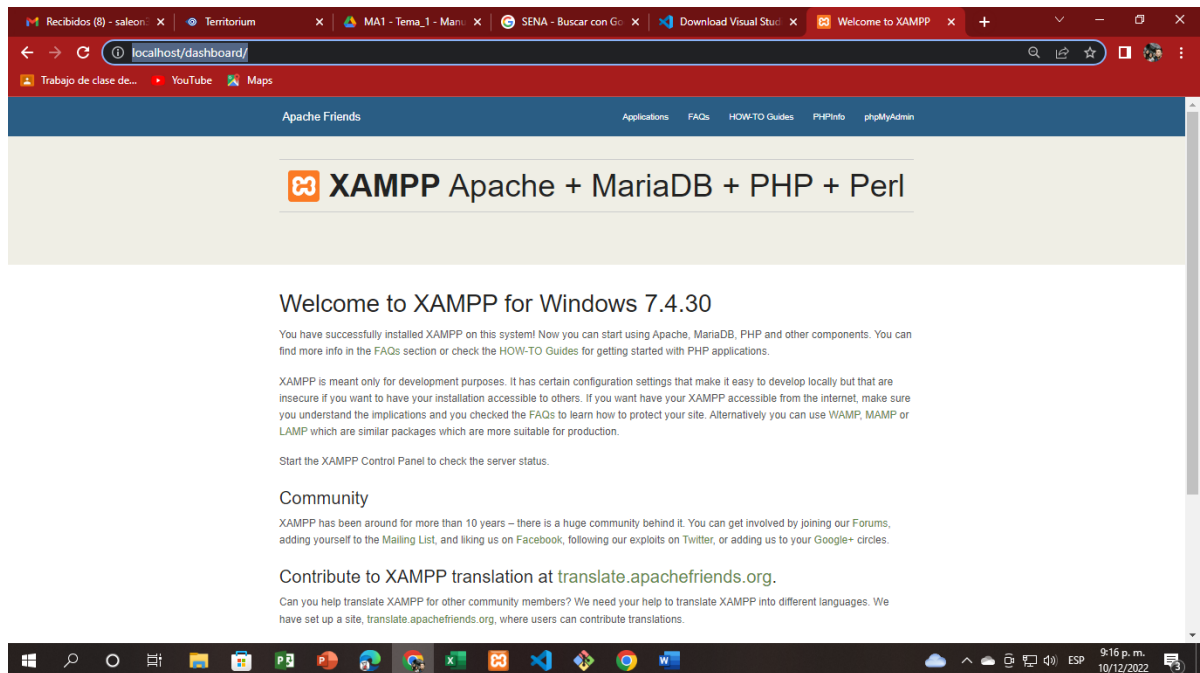 Recibidos (8) - saleon3
Territorium
MA1 - Tema_1 - Manu
SENA - Buscar con Go
Download Visual Studi
Welcome to XAMPP
localhost/dashboard/
Trabajo de clase de...
YouTube
Maps
Apache Friends
Applications
FAQs
HOW-TO Guides
PHPInfo
phpMyAdmin
XAMPP Apache + MariaDB + PHP + Perl
Welcome to XAMPP for Windows 7.4.30
You have successfully installed XAMPP on this system! Now you can start using Apache, MariaDB, PHP and other components. You can
find more info in the FAQs section or check the HOW-TO Guides for getting started with PHP applications.
XAMPP is meant only for development purposes. It has certain configuration settings that make it easy to develop locally but that are
insecure if you want to have your installation accessible to others. If you want have your XAMPP accessible from the internet, make sure
you understand the implications and you checked the FAQs to learn how to protect your site. Alternatively you can use WAMP, MAMP or
LAMP which are similar packages which are more suitable for production.
Start the XAMPP Control Panel to check the server status.
Community
XAMPP has been around for more than 10 years – there is a huge community behind it. You can get involved by joining our Forums,
adding yourself to the Mailing List, and liking us on Facebook, following our exploits on Twitter, or adding us to your Google+ circles.
Contribute to XAMPP translation at translate.apachefriends.org.
Can you help translate XAMPP for other community members? We need your help to translate XAMPP into different languages. We
have set up a site, translate.apachefriends.org, where users can contribute translations.
ESP
9:16 p. m.
10/12/2022
3